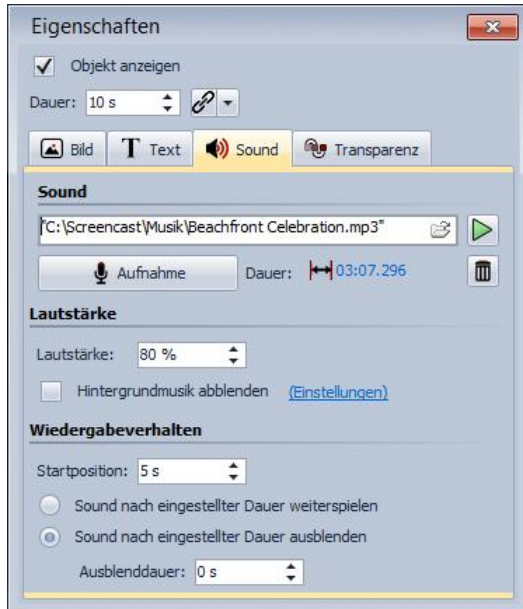 Eigenschaften
Objekt anzeigen
Dauer: 10 s
Bild Text Sound Transparenz
Sound
"C:\Screencast\Musik\Beachfront Celebration.mp3"
Aufnahme Dauer: 03:07.296
Lautstärke
Lautstärke: 80 %
Hintergrundmusik abblenden (Einstellungen)
Wiedergabeverhalten
Startposition: 5 s
Sound nach eingestellter Dauer weiterspielen
Sound nach eingestellter Dauer ausblenden
Ausblenddauer: 0 s